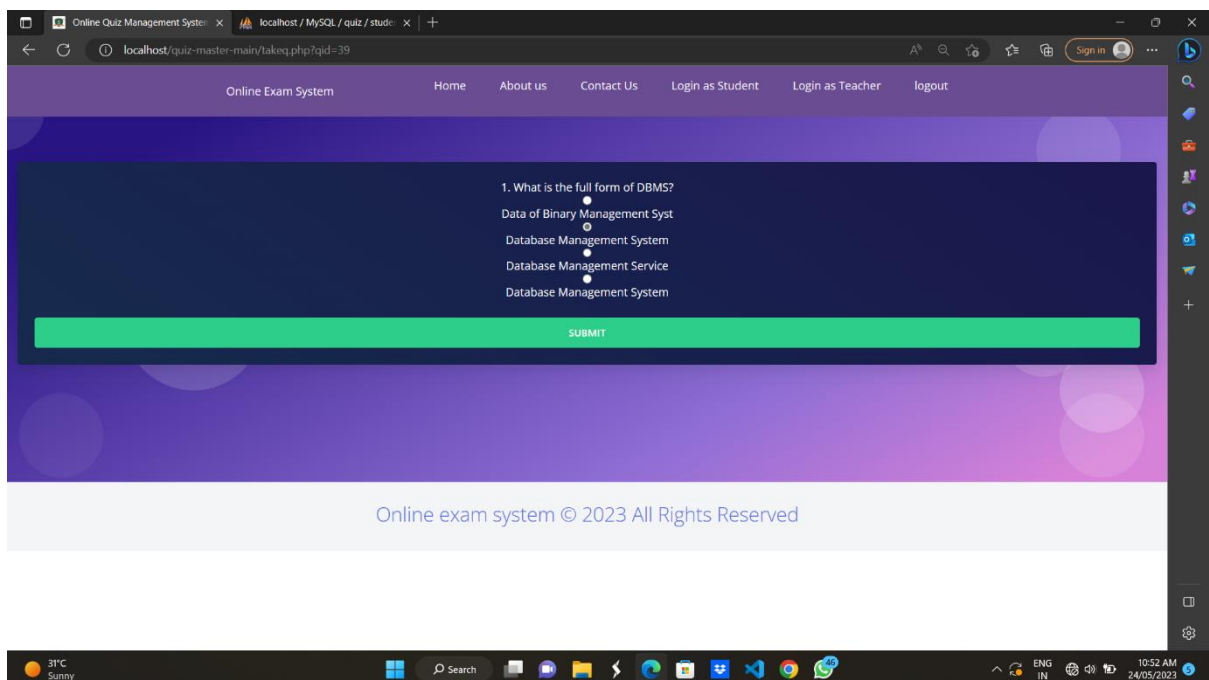 Online Quiz Management System
localhost / MySQL / quiz / stude
localhost/quiz-master-main/takeq.php?qid=39
Sign in
Online Exam System Home About us Contact Us Login as Student Login as Teacher logout
1. What is the full form of DBMS?
Data of Binary Management Syst
Database Management System
Database Management Service
Database Management System
SUBMIT
Online exam system © 2023 All Rights Reserved
31°C
Sunny
Search
46
ENG
IN
10:52 AM
24/05/2023
5